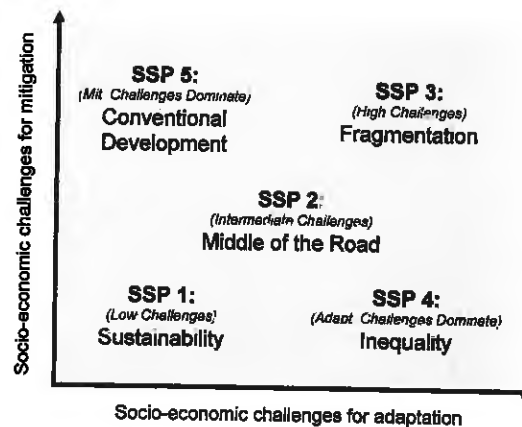 Socio-economic challenges for mitigation
SSP 5:
(Mit. Challenges Dominate)
Conventional
Development
SSP 3:
(High Challenges)
Fragmentation
SSP 2:
(Intermediate Challenges)
Middle of the Road
SSP 1:
(Low Challenges)
Sustainability
SSP 4:
(Adapt. Challenges Dominate)
Inequality
Socio-economic challenges for adaptation